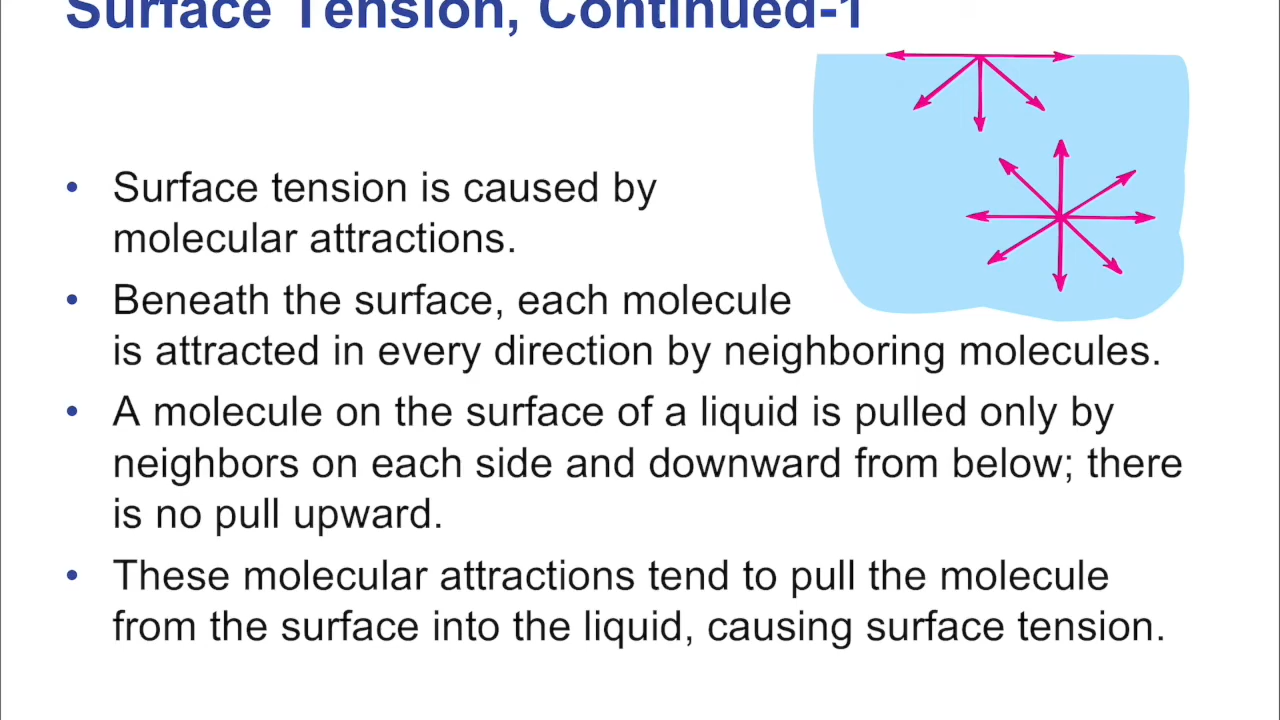 Surface Tension, Continued-1
• Surface tension is caused by
molecular attractions.
• Beneath the surface, each molecule
is attracted in every direction by neighboring molecules.
• A molecule on the surface of a liquid is pulled only by
neighbors on each side and downward from below; there
is no pull upward.
• These molecular attractions tend to pull the molecule
from the surface into the liquid, causing surface tension.